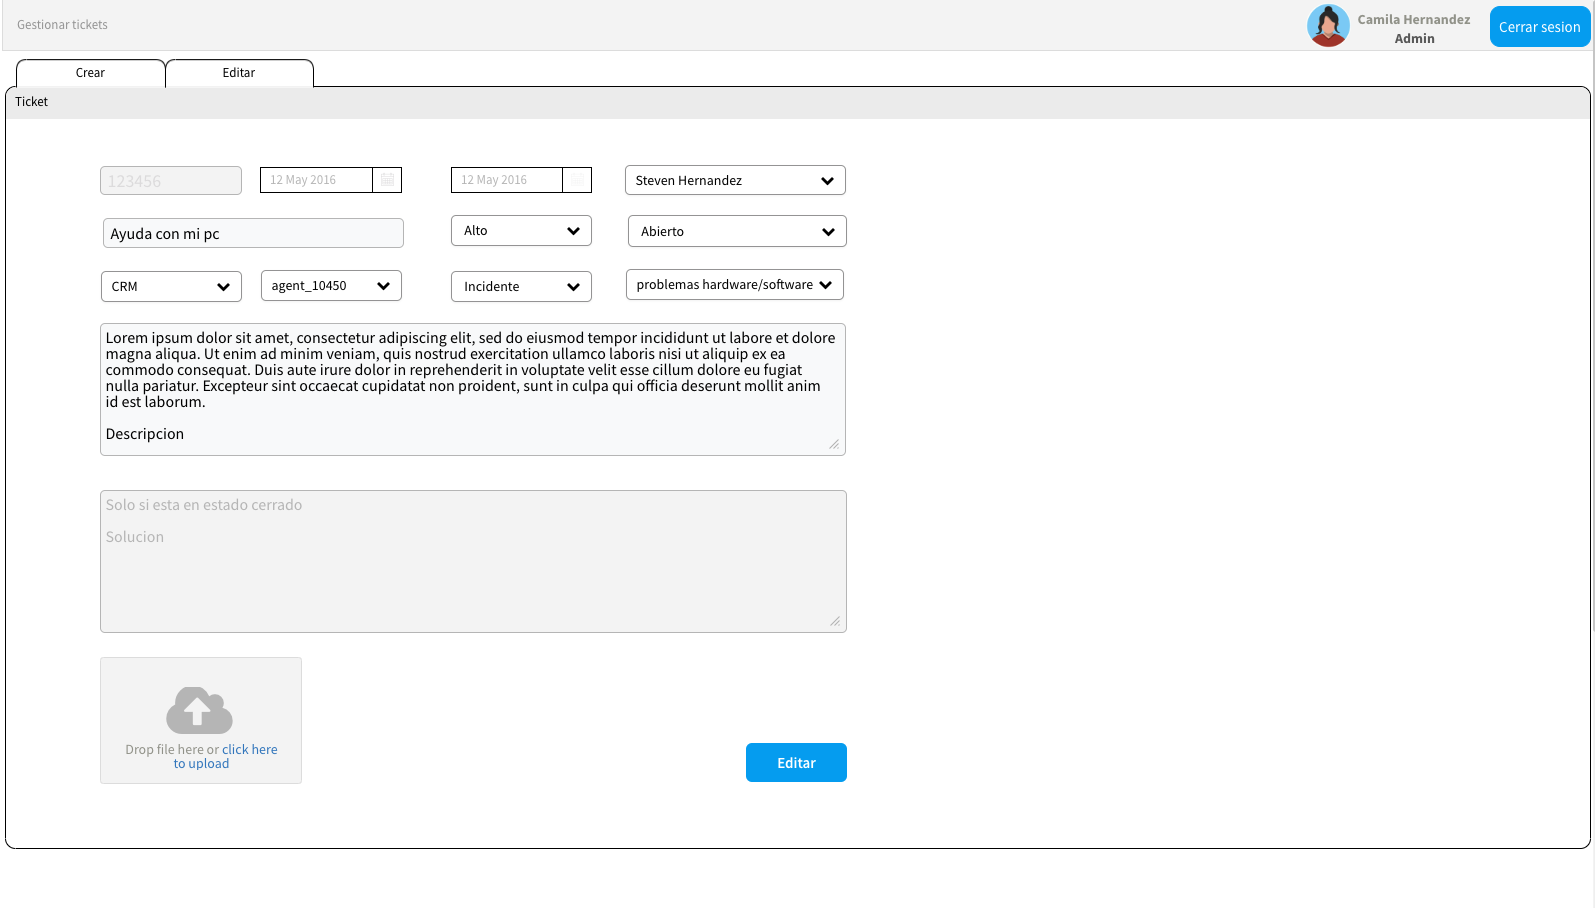 Gestionar tickets
Camila Hernandez
Admin
Cerrar sesion
Crear
Editar
Ticket
123456
12 May 2016
12 May 2016
Steven Hernandez
Ayuda con mi pc
Alto
Abierto
CRM
agent_10450
Incidente
problemas hardware/software
Lorem ipsum dolor sit amet, consectetur adipiscing elit, sed do eiusmod tempor incididunt ut labore et dolore
magna aliqua. Ut enim ad minim veniam, quis nostrud exercitation ullamco laboris nisi ut aliquip ex ea
commodo consequat. Duis aute irure dolor in reprehenderit in voluptate velit esse cillum dolore eu fugiat
nulla pariatur. Excepteur sint occaecat cupidatat non proident, sunt in culpa qui officia deserunt mollit anim
id est laborum.
Descripcion
Solo si esta en estado cerrado
Solucion
Drop file here or click here
to upload
Editar